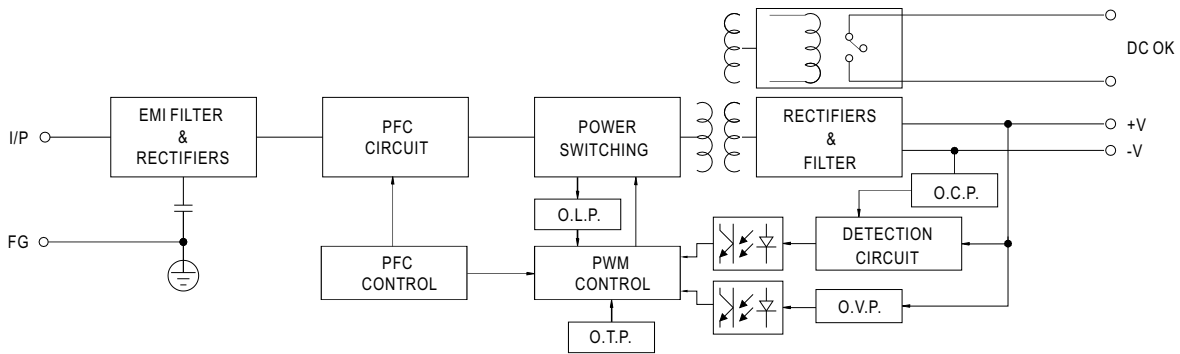 DC OK
I/P
EMI FILTER
&
RECTIFIERS
PFC
CIRCUIT
POWER
SWITCHING
RECTIFIERS
&
FILTER
+V
-V
O.C.P.
O.L.P.
FG
PFC
CONTROL
PWM
CONTROL
DETECTION
CIRCUIT
O.V.P.
O.T.P.